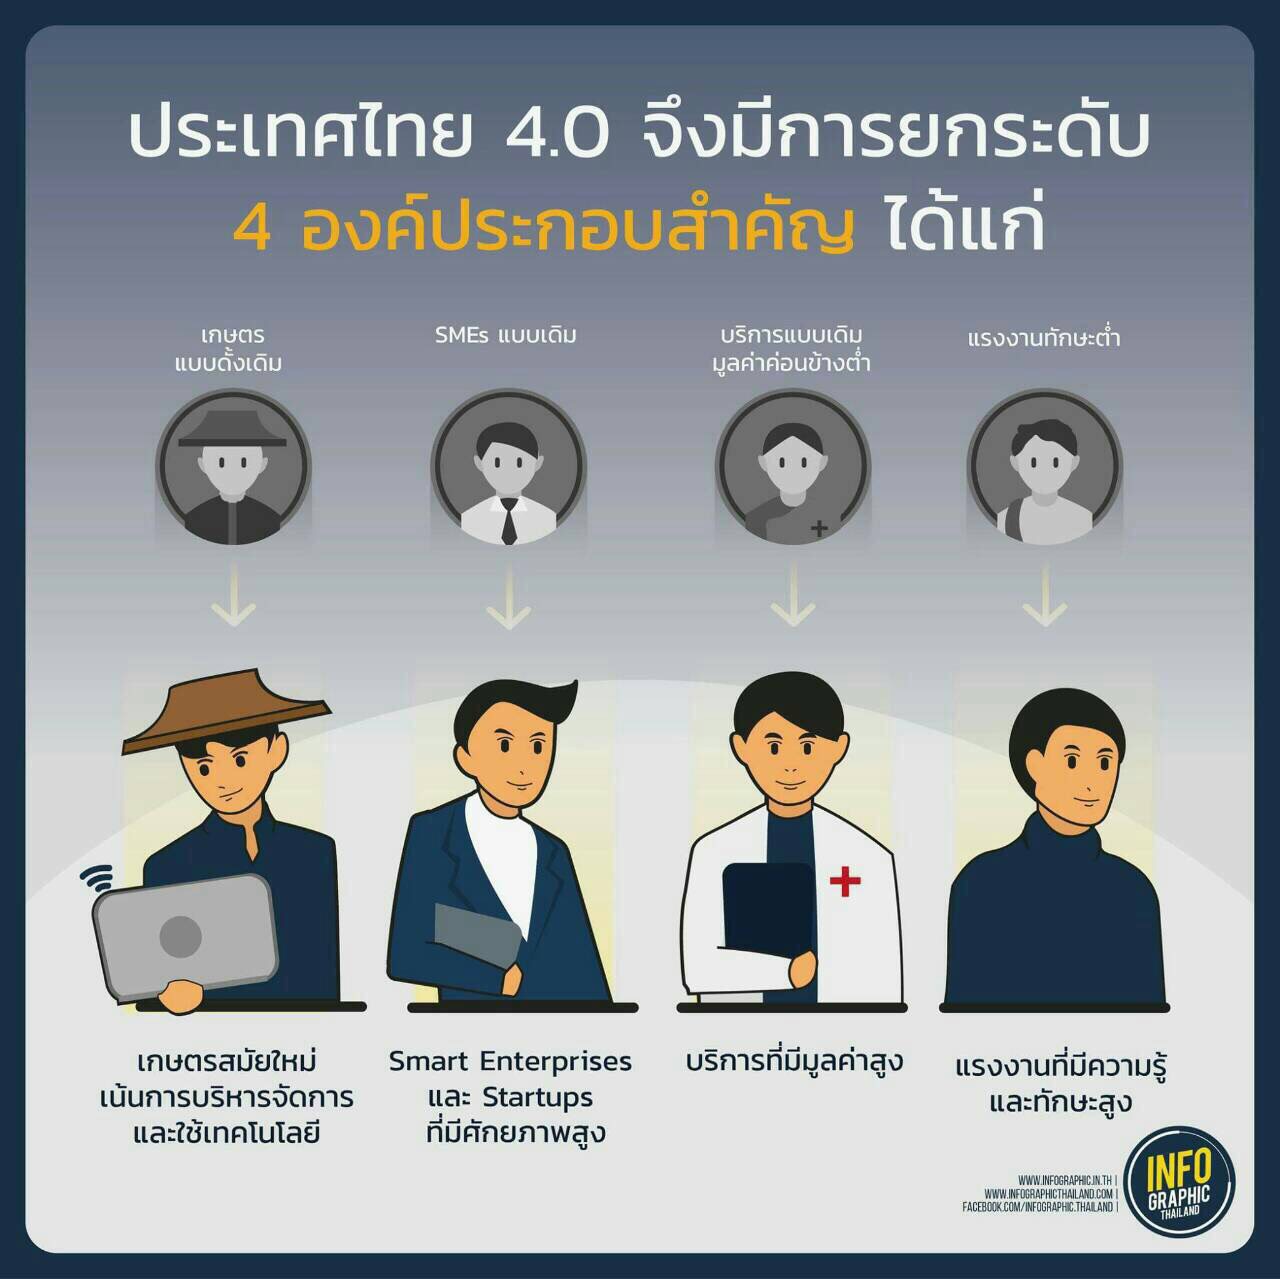 ประเทศไทย 4.0 จึงมีการยกระดับ
4 องค์ประกอบสำคัญ ได้แก่
เกษตร
แบบดั้งเดิม
SMEs แบบเดิม
บริการแบบเดิม
มูลค่าค่อนข้างต่ำ
แรงงานทักษะต่ำ
เกษตรสมัยใหม่
เน้นการบริหารจัดการ
และใช้เทคโนโลยี
Smart Enterprises
และ Startups
ที่มีศักยภาพสูง
บริการที่มีมูลค่าสูง
แรงงานที่มีความรู้
และทักษะสูง
WWW.INFOGRAPHIC.IN.TH |
WWW.INFOGRAPHICTHAILAND.COM |
FACEBOOK.COM/INFOGRAPHIC.THAILAND |
INFO
GRAPHIC
THAILAND